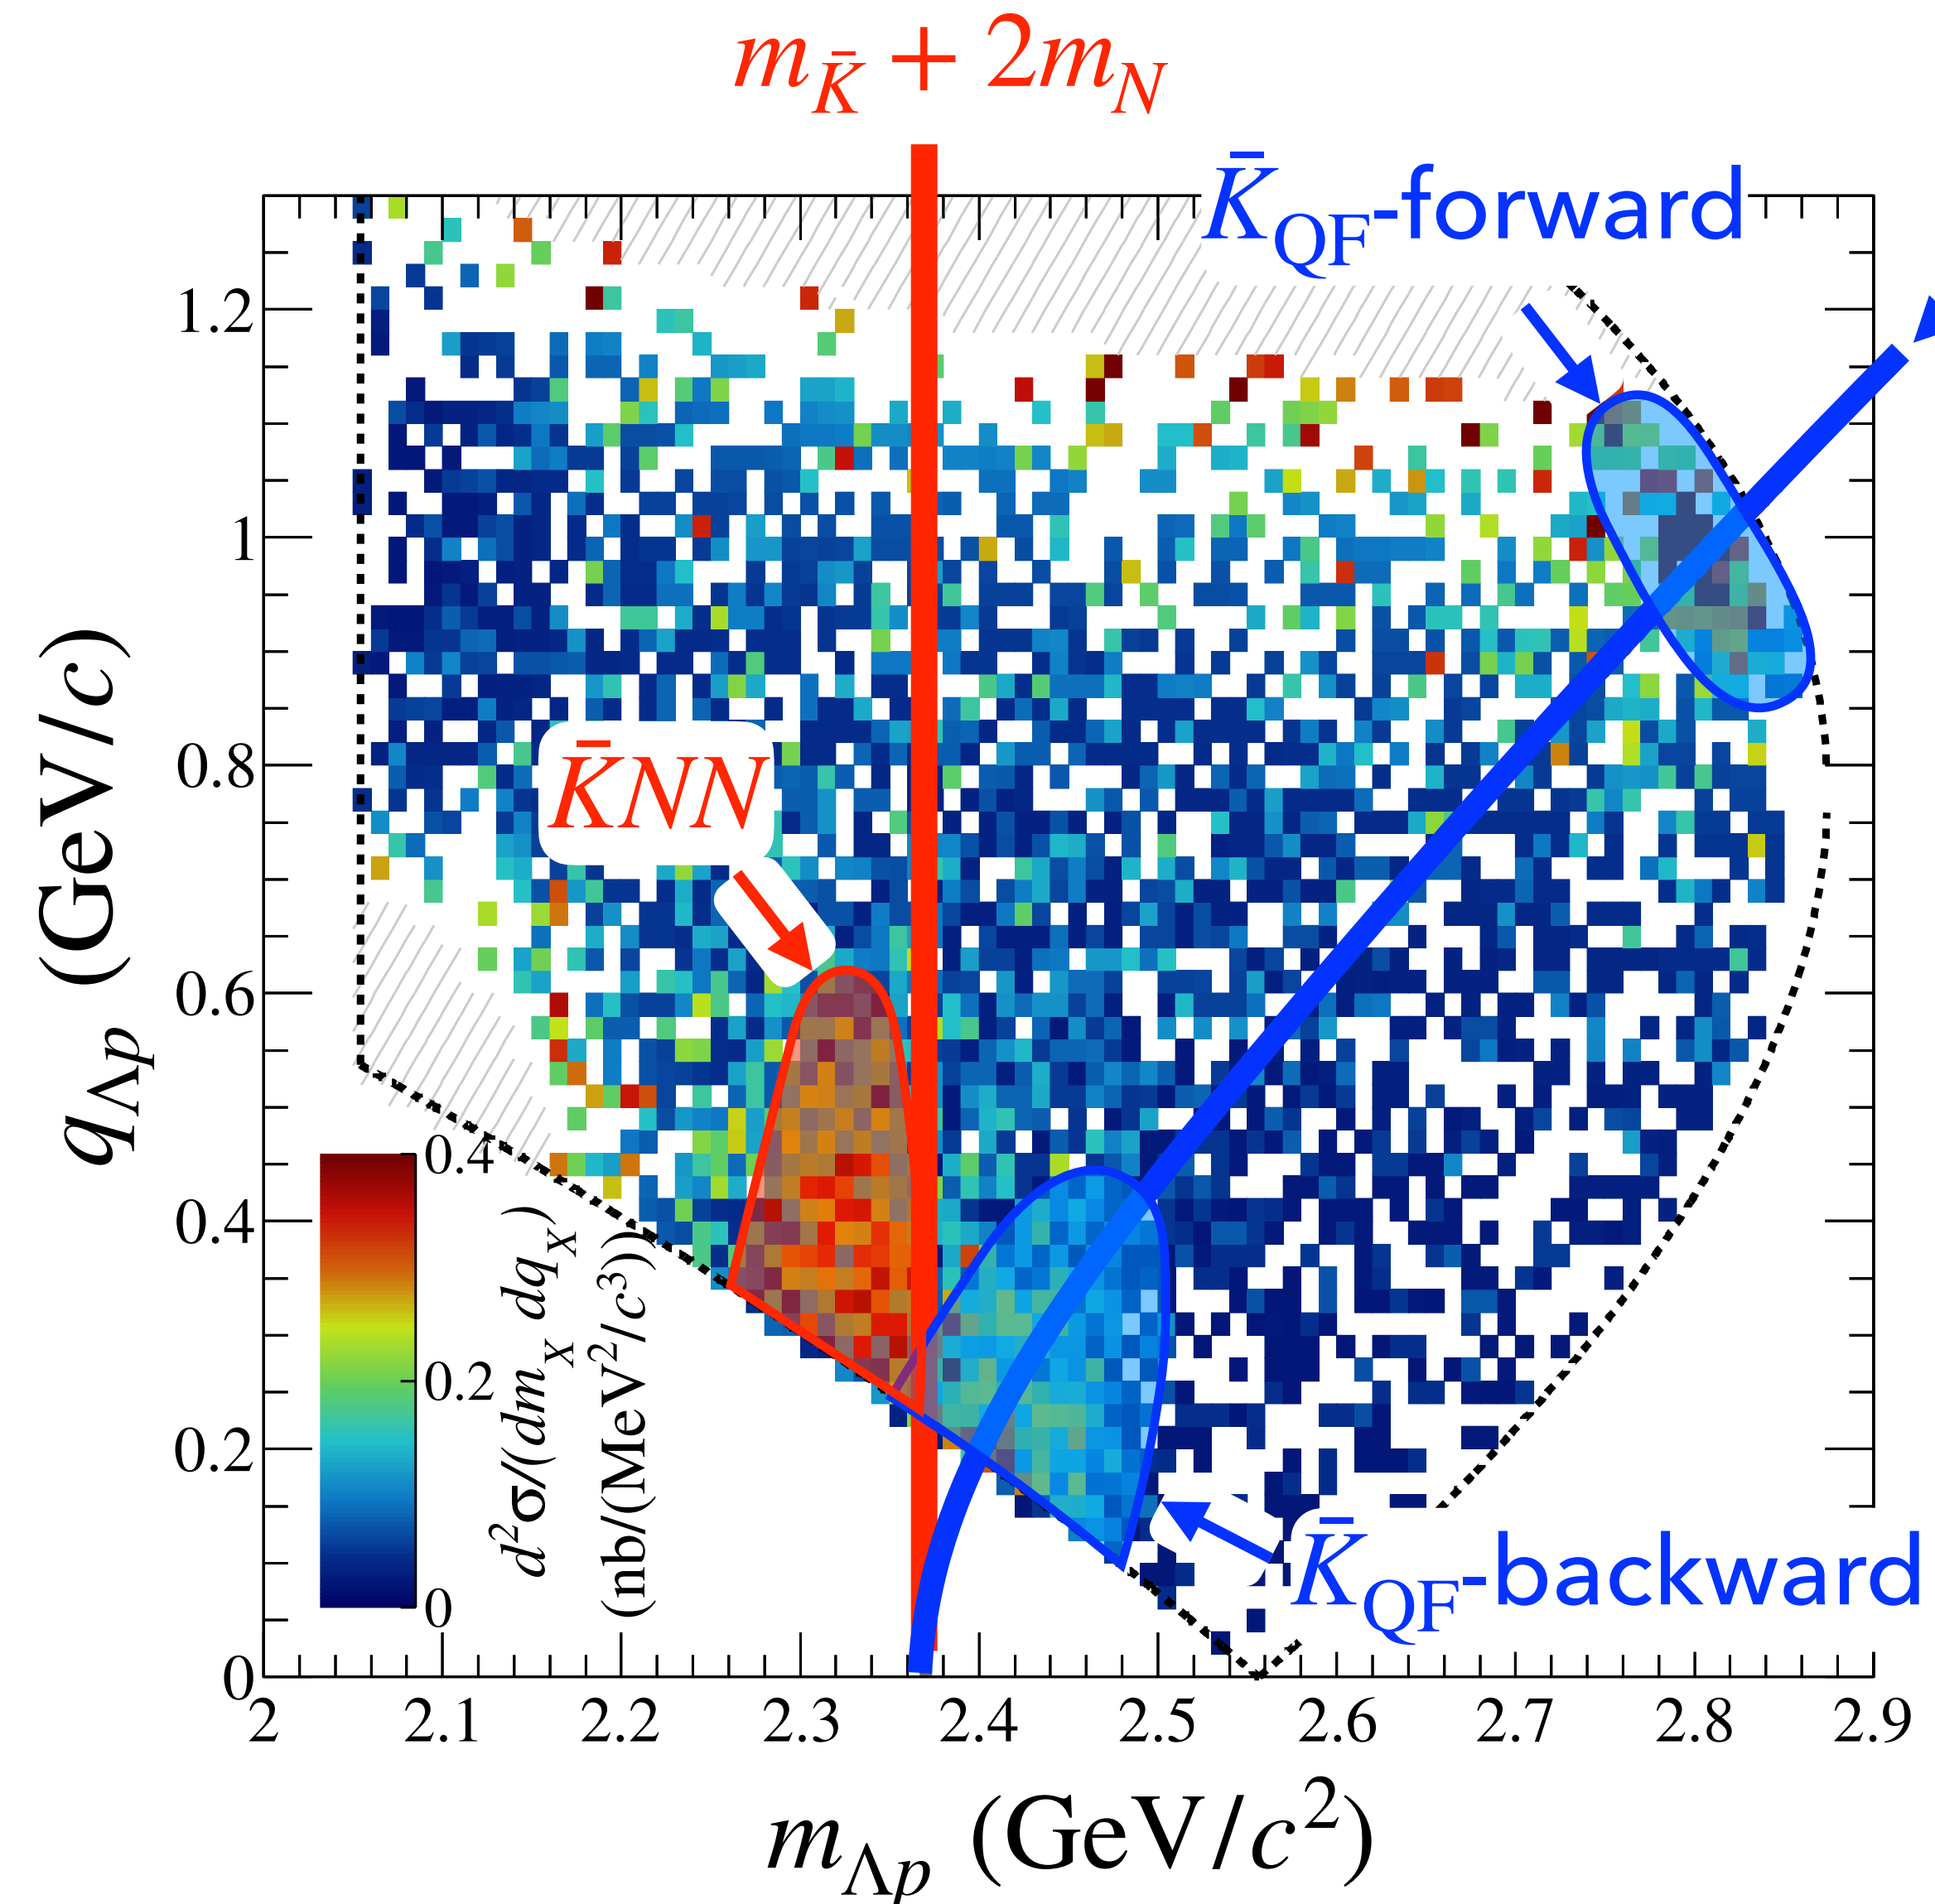 m_K̄ + 2m_N
K̄_QF-forward
K̄NN
K̄_QF-backward
q_Λp (GeV/c)
1.2
1
0.8
0.6
0.4
0.2
0
0.4
0.2
0
d²σ/(dm_X dq_X)
(nb/(MeV²/c³))
2
2.1
2.2
2.3
2.4
2.5
2.6
2.7
2.8
2.9
m_Λp (GeV/c²)